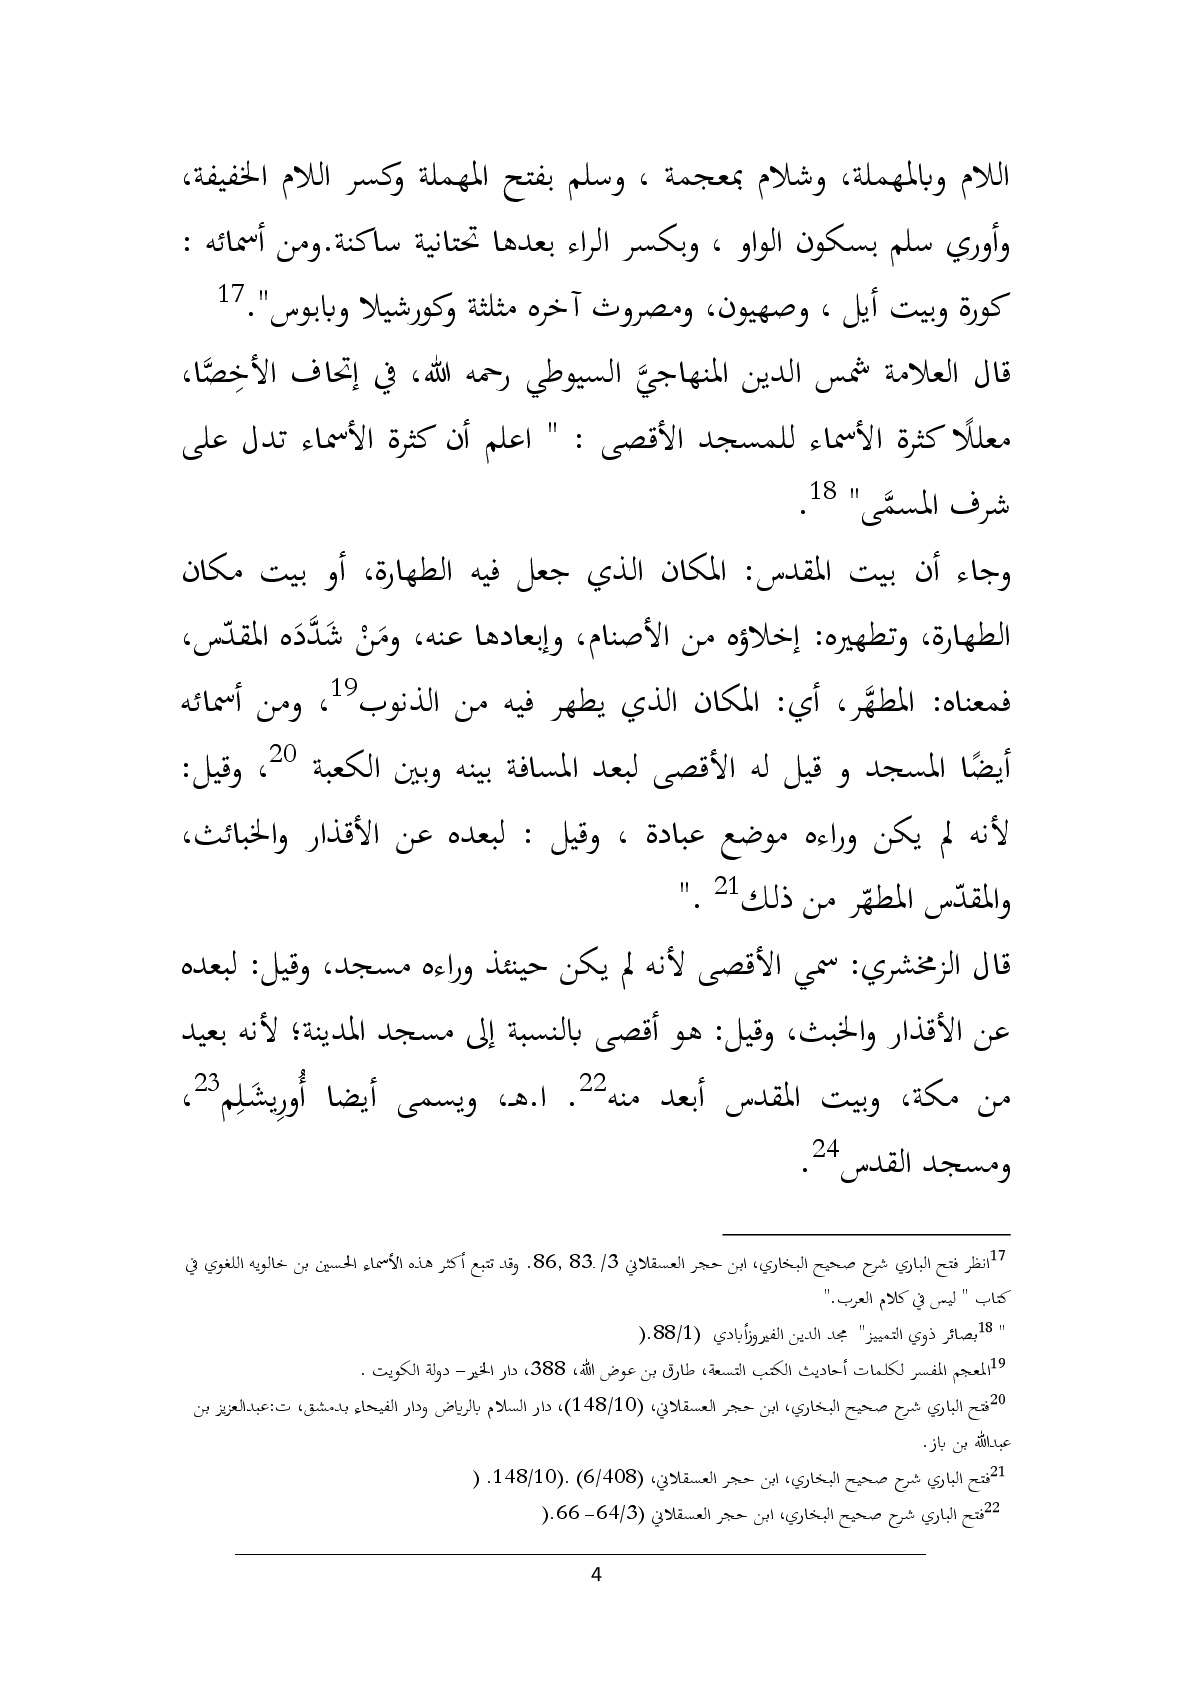 اللام وبالمهملة، وشلام بمعجمة ، وسلم بفتح المهملة وكسر اللام الخفيفة،
وأوري سلم بسكون الواو ، وبكسر الراء بعدها تحتانية ساكنة.ومن أسمائه :
كورة وبيت أيل ، وصهيون، ومصروث آخره مثلثة وكورشيلا وبابوس".17
قال العلامة شمس الدين المنهاجيَّ السيوطي رحمه الله، في إتحاف الأخِصَّا،
معللًا كثرة الأسماء للمسجد الأقصى : " اعلم أن كثرة الأسماء تدل على
شرف المسمَّى" 18.
وجاء أن بيت المقدس: المكان الذي جعل فيه الطهارة، أو بيت مكان
الطهارة، وتطهيره: إخلاؤه من الأصنام، وإبعادها عنه، ومَنْ شَدَّدَه المقدّس،
فمعناه: المطهَّر، أي: المكان الذي يطهر فيه من الذنوب19، ومن أسمائه
أيضًا المسجد و قيل له الأقصى لبعد المسافة بينه وبين الكعبة 20، وقيل:
لأنه لم يكن وراءه موضع عبادة ، وقيل : لبعده عن الأقذار والخبائث،
والمقدّس المطهّر من ذلك21 ."
قال الزمخشري: سمي الأقصى لأنه لم يكن حينئذ وراءه مسجد، وقيل: لبعده
عن الأقذار والخبث، وقيل: هو أقصى بالنسبة إلى مسجد المدينة؛ لأنه بعيد
من مكة، وبيت المقدس أبعد منه22. ا.هـ، ويسمى أيضا أُورِيشَلِم23،
ومسجد القدس24.
17انظر فتح الباري شرح صحيح البخاري، ابن حجر العسقلاني 3/ .83 ,86. وقد تتبع أكثر هذه الأسماء الحسين بن خالويه اللغوي في
كتاب " ليس في كلام العرب."
" 18بصائر ذوي التمييز" مجد الدين الفيروزأبادي (88/1.(
19المعجم المفسر لكلمات أحاديث الكتب التسعة، طارق بن عوض الله، 388، دار الخير– دولة الكويت .
20فتح الباري شرح صحيح البخاري، ابن حجر العسقلاني، (148/10)، دار السلام بالرياض ودار الفيحاء بدمشق، ت:عبدالعزيز بن
عبدالله بن باز.
21فتح الباري شرح صحيح البخاري، ابن حجر العسقلاني، (6/408) .(148/10. (
22فتح الباري شرح صحيح البخاري، ابن حجر العسقلاني (64/3– 66.(
4